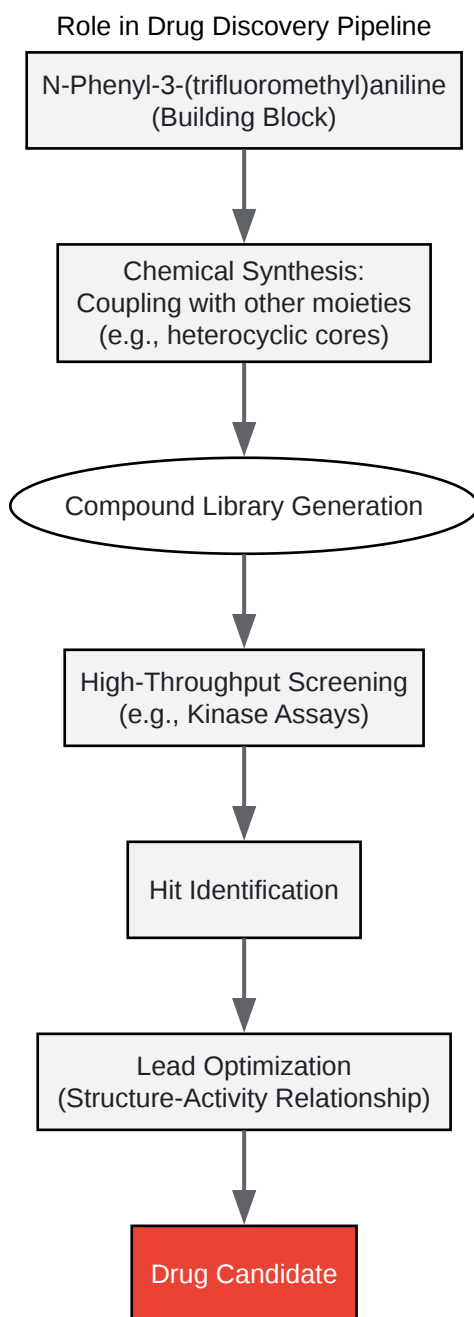 Role in Drug Discovery Pipeline
N-Phenyl-3-(trifluoromethyl)aniline
(Building Block)
Chemical Synthesis:
Coupling with other moieties
(e.g., heterocyclic cores)
Compound Library Generation
High-Throughput Screening
(e.g., Kinase Assays)
Hit Identification
Lead Optimization
(Structure-Activity Relationship)
Drug Candidate